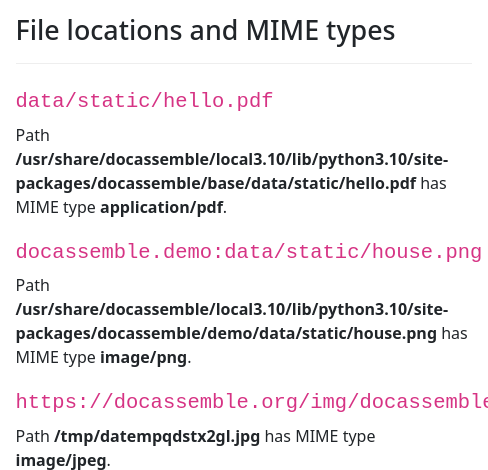 File locations and MIME types
data/static/hello.pdf
Path
/usr/share/docassemble/local3.10/lib/python3.10/site-
packages/docassemble/base/data/static/hello.pdf has
MIME type application/pdf.
docassemble.demo:data/static/house.png
Path
/usr/share/docassemble/local3.10/lib/python3.10/site-
packages/docassemble/demo/data/static/house.png has
MIME type image/png.
https://docassemble.org/img/docassemble
Path /tmp/datempqdstx2gl.jpg has MIME type
image/jpeg.